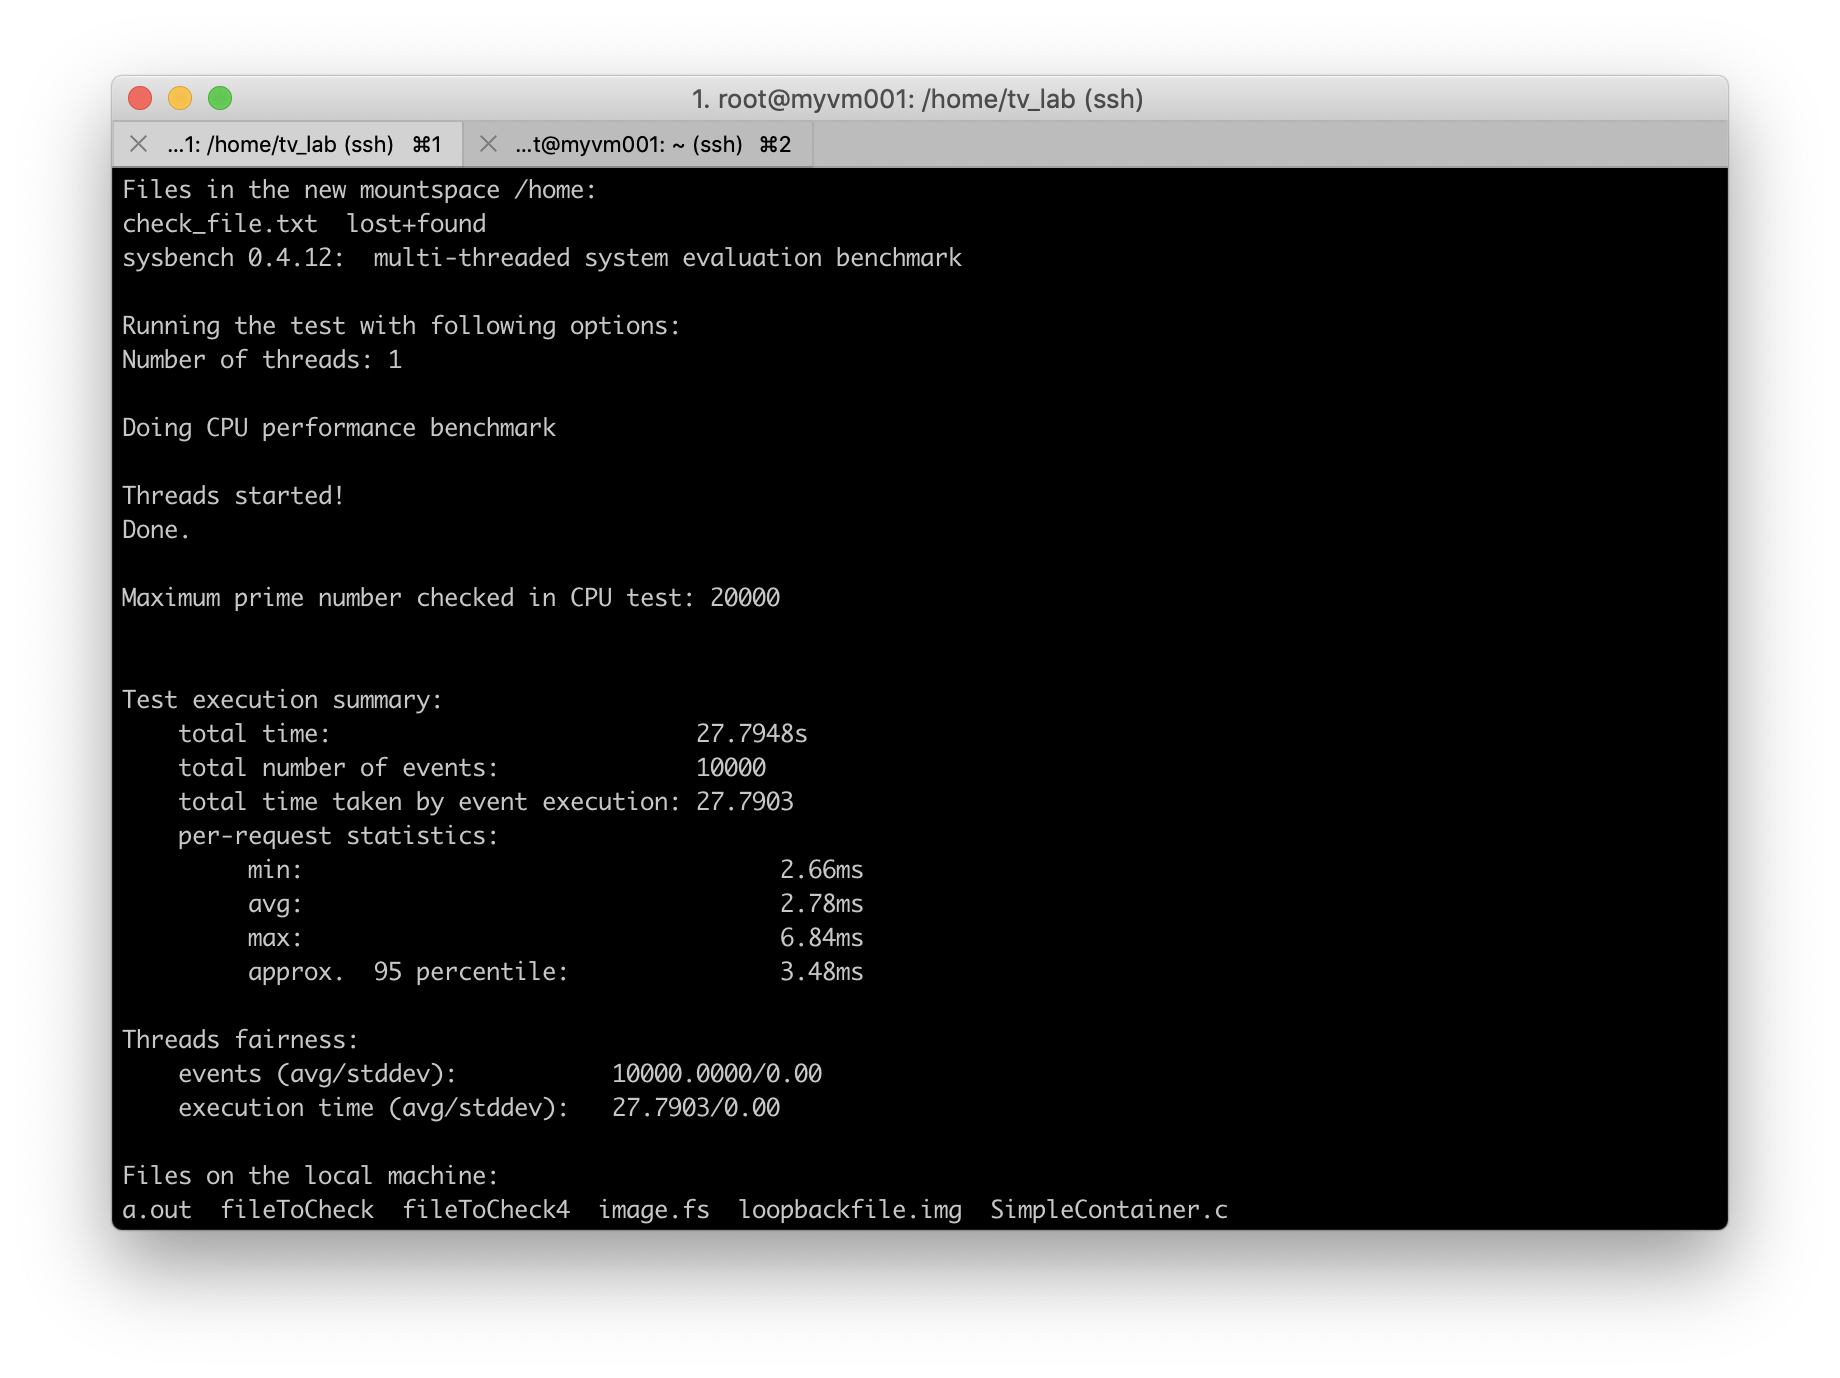 1. root@myvm001: /home/tv_lab (ssh)
...1: /home/tv_lab (ssh) ⌘1 ...t@myvm001: ~ (ssh) ⌘2
Files in the new mountspace /home:
check_file.txt  lost+found
sysbench 0.4.12:  multi-threaded system evaluation benchmark

Running the test with following options:
Number of threads: 1

Doing CPU performance benchmark

Threads started!
Done.

Maximum prime number checked in CPU test: 20000


Test execution summary:
    total time:                          27.7948s
    total number of events:              10000
    total time taken by event execution: 27.7903
    per-request statistics:
         min:                                  2.66ms
         avg:                                  2.78ms
         max:                                  6.84ms
         approx.  95 percentile:               3.48ms

Threads fairness:
    events (avg/stddev):           10000.0000/0.00
    execution time (avg/stddev):   27.7903/0.00

Files on the local machine:
a.out  fileToCheck  fileToCheck4  image.fs  loopbackfile.img  SimpleContainer.c